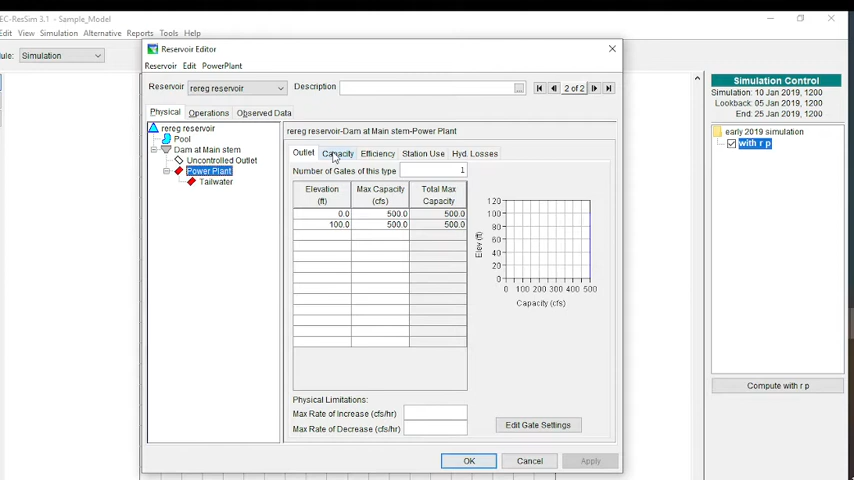 EC-ResSim 3.1 - Sample_Model
Edit View Simulation Alternative Reports Tools Help
ule: Simulation
Reservoir Editor
Reservoir Edit PowerPlant
Reservoir rereg reservoir Description 2 of 2
Physical Operations Observed Data
rereg reservoir
Pool
Dam at Main stem
Uncontrolled Outlet
Power Plant
Tailwater
rereg reservoir-Dam at Main stem-Power Plant
Outlet Capacity Efficiency Station Use Hyd. Losses
Number of Gates of this type 1
Elevation (ft) Max Capacity (cfs) Total Max Capacity
0.0 500.0 500.0
100.0 500.0 500.0
Elev (ft)
120
100
80
60
40
20
0
0 100 200 300 400 500
Capacity (cfs)
Physical Limitations:
Max Rate of Increase (cfs/hr)
Max Rate of Decrease (cfs/hr)
Edit Gate Settings
OK Cancel Apply
Simulation Control
Simulation: 10 Jan 2019, 1200
Lookback: 05 Jan 2019, 1200
End: 25 Jan 2019, 1200
early 2019 simulation
with r p
Compute with r p